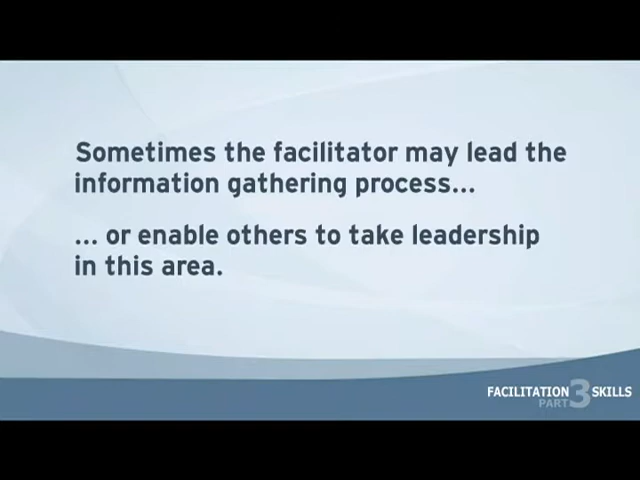 Sometimes the facilitator may lead the
information gathering process...
... or enable others to take leadership
in this area.
FACILITATION 3 SKILLS
PART